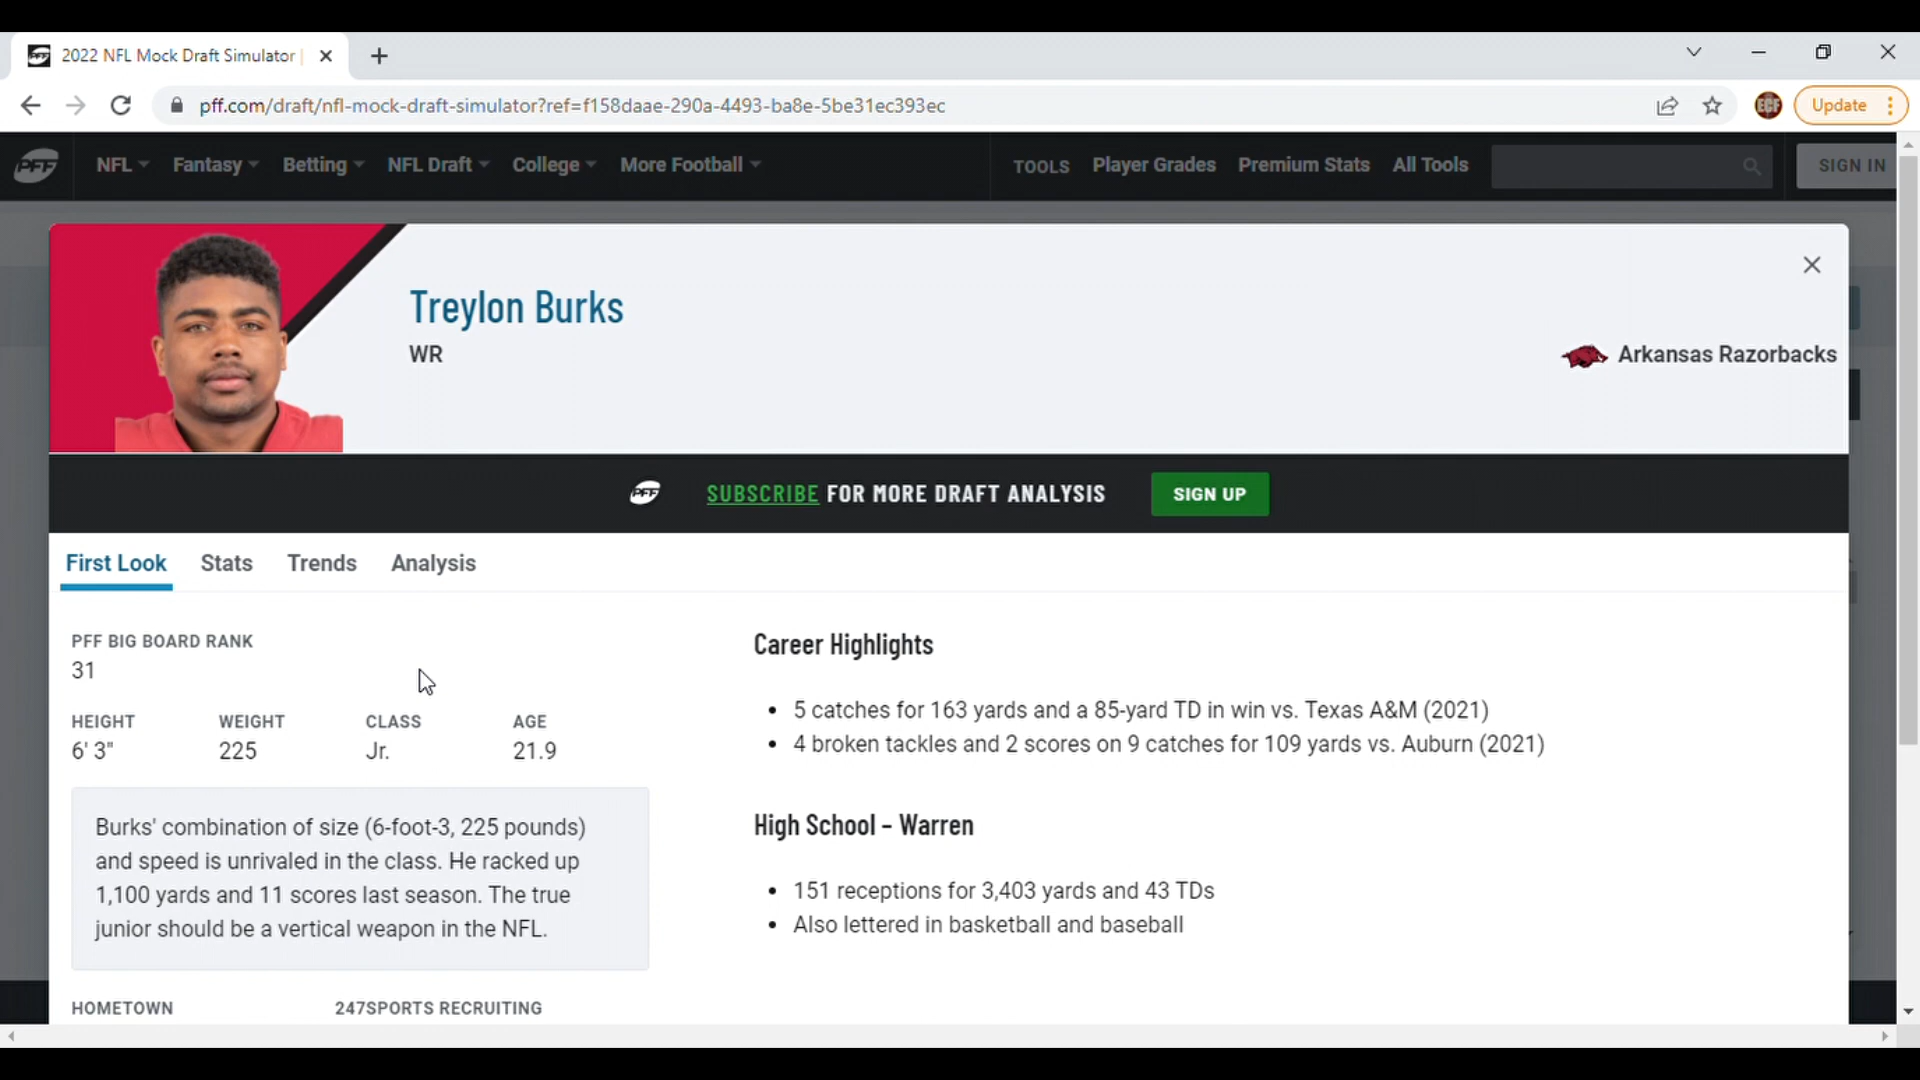 2022 NFL Mock Draft Simulator |
pff.com/draft/nfl-mock-draft-simulator?ref=f158daae-290a-4493-ba8e-5be31ec393ec
ECF
Update
PFF
NFL
Fantasy
Betting
NFL Draft
College
More Football
TOOLS
Player Grades
Premium Stats
All Tools
SIGN IN
Treylon Burks
WR
Arkansas Razorbacks
PFF
SUBSCRIBE FOR MORE DRAFT ANALYSIS
SIGN UP
First Look
Stats
Trends
Analysis
PFF BIG BOARD RANK
31
HEIGHT WEIGHT CLASS AGE
6' 3" 225 Jr. 21.9
Burks' combination of size (6-foot-3, 225 pounds)
and speed is unrivaled in the class. He racked up
1,100 yards and 11 scores last season. The true
junior should be a vertical weapon in the NFL.
HOMETOWN 247SPORTS RECRUITING
Career Highlights
• 5 catches for 163 yards and a 85-yard TD in win vs. Texas A&M (2021)
• 4 broken tackles and 2 scores on 9 catches for 109 yards vs. Auburn (2021)
High School - Warren
• 151 receptions for 3,403 yards and 43 TDs
• Also lettered in basketball and baseball